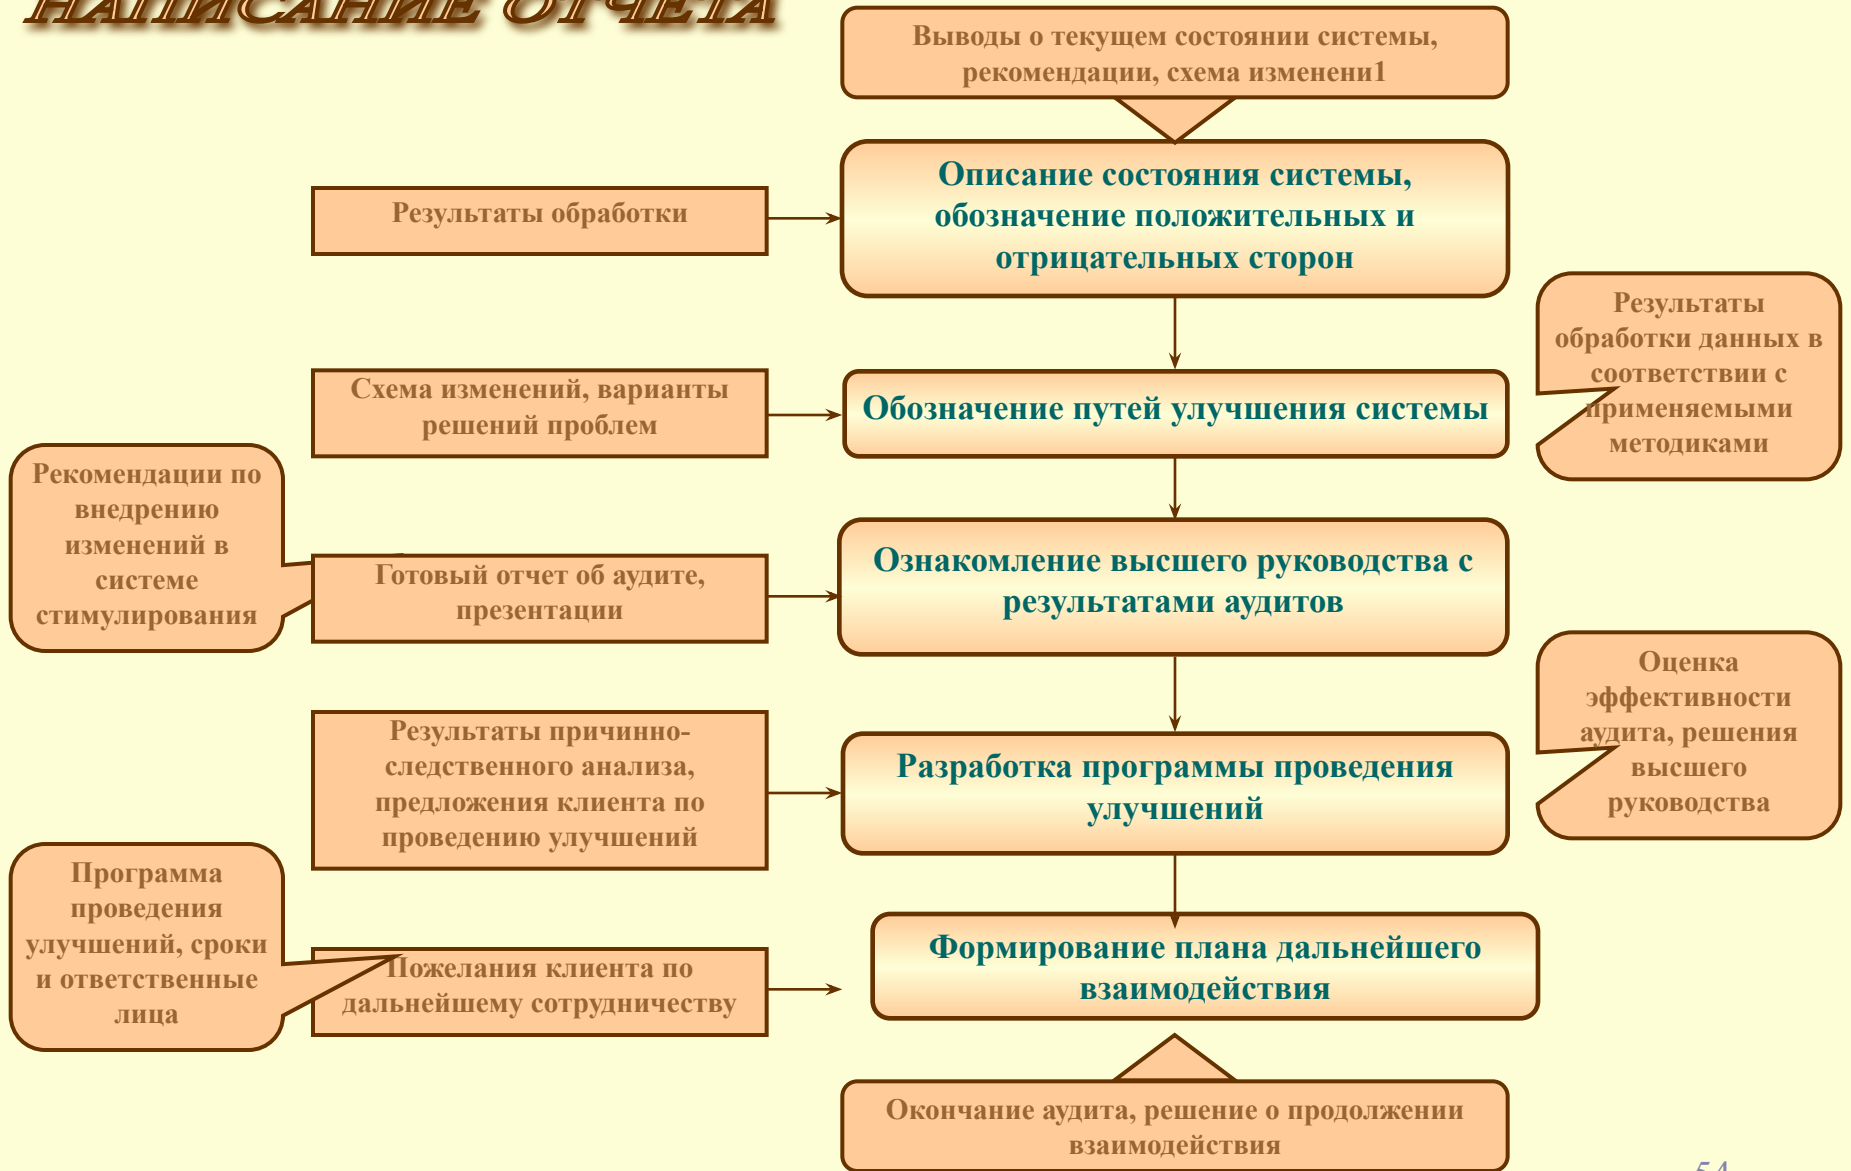 НАПИСАНИЕ ОТЧЕТА
Выводы о текущем состоянии системы,
рекомендации, схема изменени1
Описание состояния системы,
обозначение положительных и
отрицательных сторон
Результаты обработки
Результаты
обработки данных в
соответствии с
применяемыми
методиками
Схема изменений, варианты
решений проблем
Обозначение путей улучшения системы
Рекомендации по
внедрению
изменений в
системе
стимулирования
Готовый отчет об аудите,
презентации
Ознакомление высшего руководства с
результатами аудитов
Оценка
эффективности
аудита, решения
высшего
руководства
Результаты причинно-
следственного анализа,
предложения клиента по
проведению улучшений
Разработка программы проведения
улучшений
Программа
проведения
улучшений, сроки
и ответственные
лица
Пожелания клиента по
дальнейшему сотрудничеству
Формирование плана дальнейшего
взаимодействия
Окончание аудита, решение о продолжении
взаимодействия
54